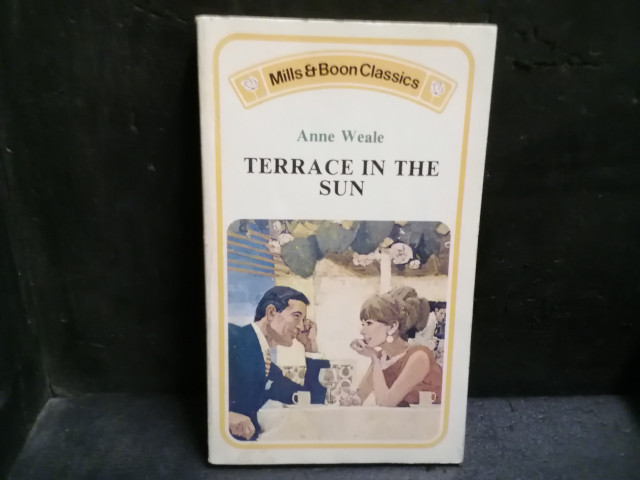 Mills & Boon Classics
Anne Weale
TERRACE IN THE
SUN